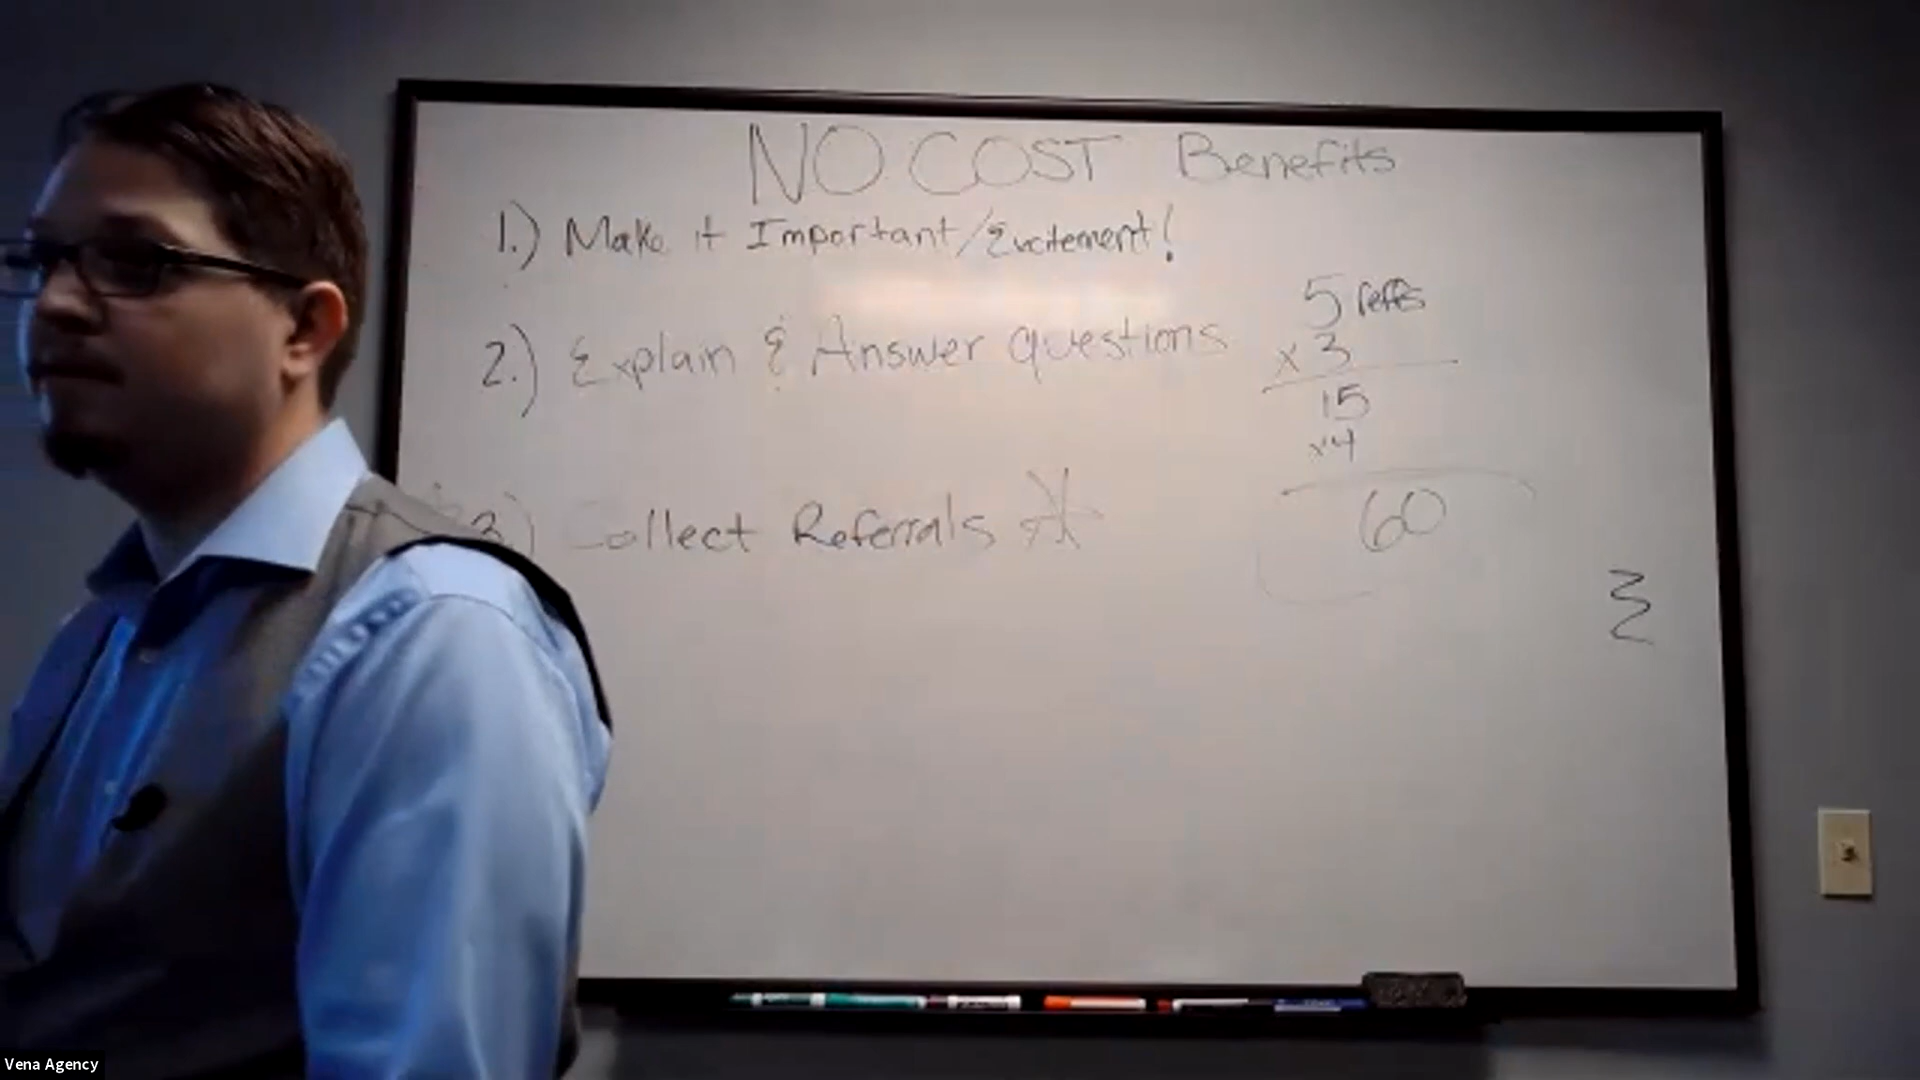 NO COST Benefits
1.) Make it Important/Excitement!
2.) Explain & Answer questions
3.) Collect Referrals *
5 reffs
x 3
15
x4
60
Vena Agency